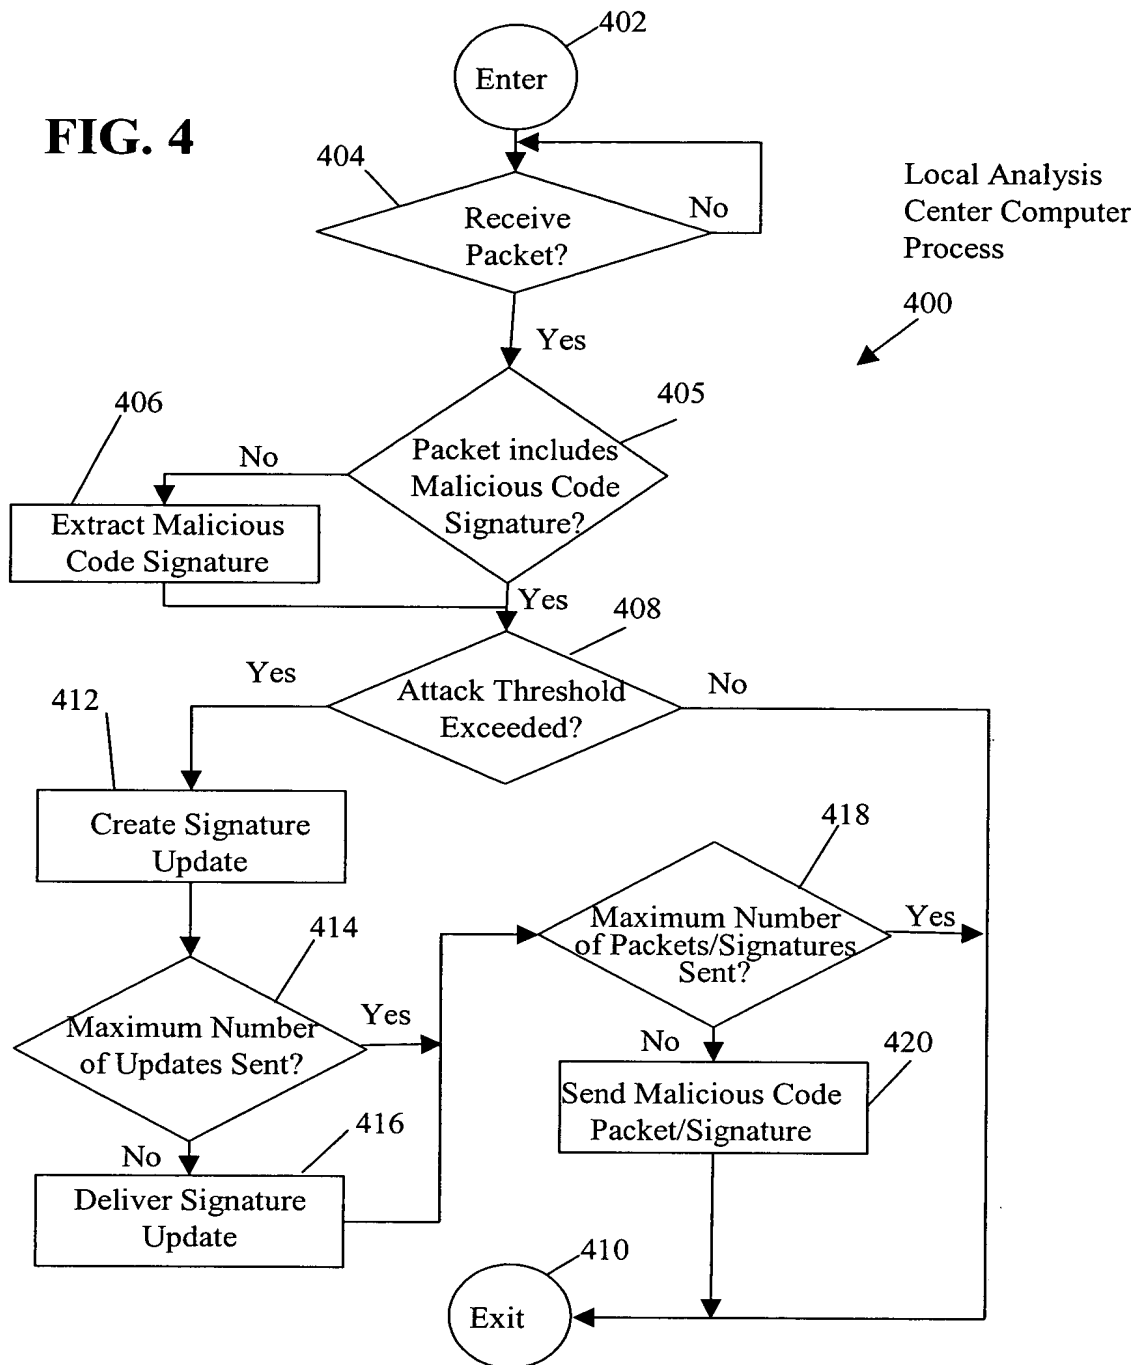 402
Enter
FIG. 4
404
Receive
Packet?
No
Local Analysis
Center Computer
Process
400
Yes
406
405
No
Packet includes
Malicious Code
Signature?
Extract Malicious
Code Signature
Yes
408
Yes
Attack Threshold
Exceeded?
No
412
Create Signature
Update
418
Maximum Number
of Packets/Signatures
Sent?
Yes
414
Maximum Number
of Updates Sent?
Yes
No
420
Send Malicious Code
Packet/Signature
416
No
Deliver Signature
Update
410
Exit